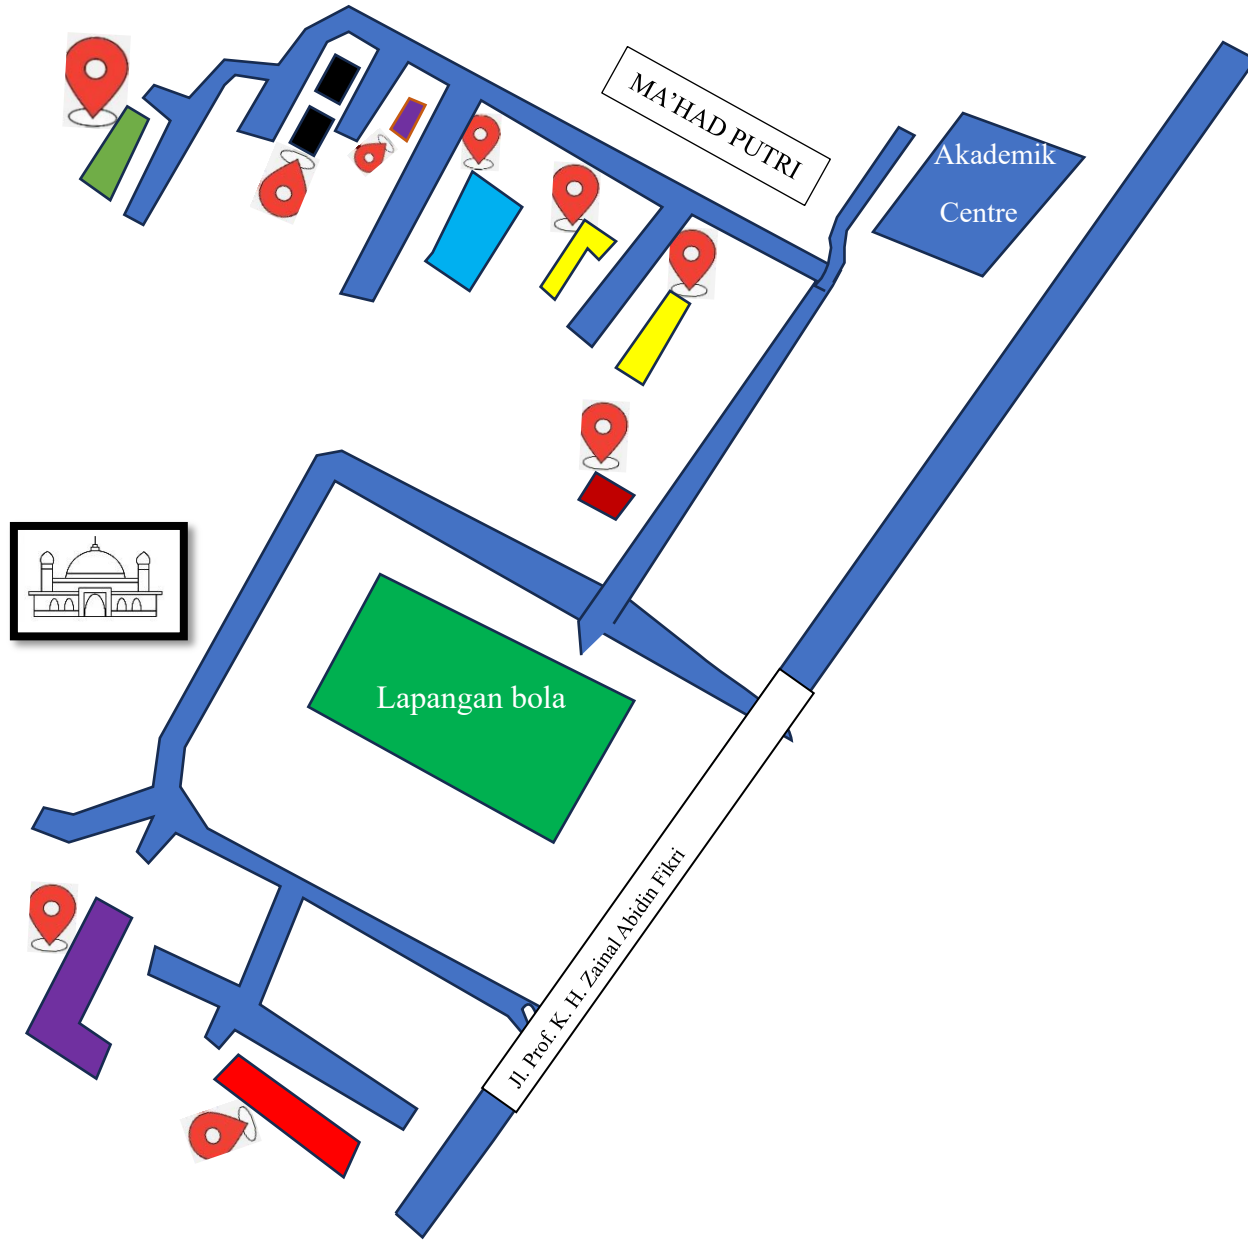 MA’HAD PUTRI
Akademik
Centre
Lapangan bola
Jl. Prof. K. H. Zainal Abidin Fikri